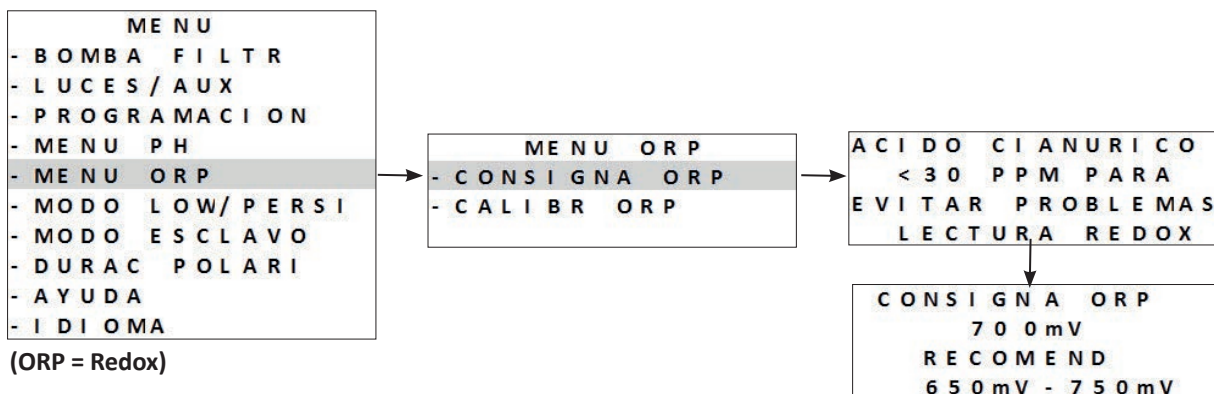 MENU
- BOMBA FILTR
- LUCES/AUX
- PROGRAMACION
- MENU PH
- MENU ORP
- MODO LOW/PERSI
- MODO ESCLAVO
- DURAC POLARI
- AYUDA
- IDIOMA
(ORP = Redox)
MENU ORP
- CONSIGNA ORP
- CALIBR ORP
ACIDO CIANURICO
<30 PPM PARA
EVITAR PROBLEMAS
LECTURA REDOX
CONSIGNA ORP
700mV
RECOMEND
650mV - 750mV